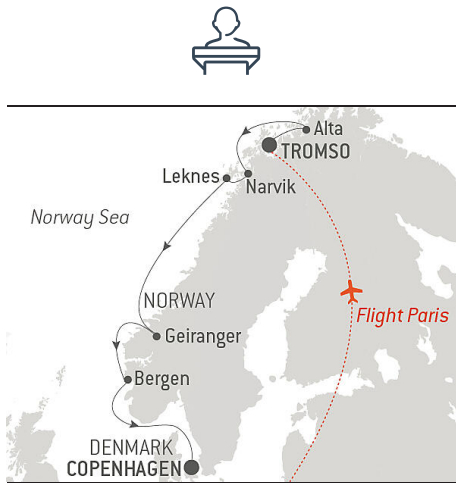 Alta
TROMSO
Leknes
Narvik
Norway Sea
NORWAY
Flight Paris
Geiranger
Bergen
DENMARK
COPENHAGEN